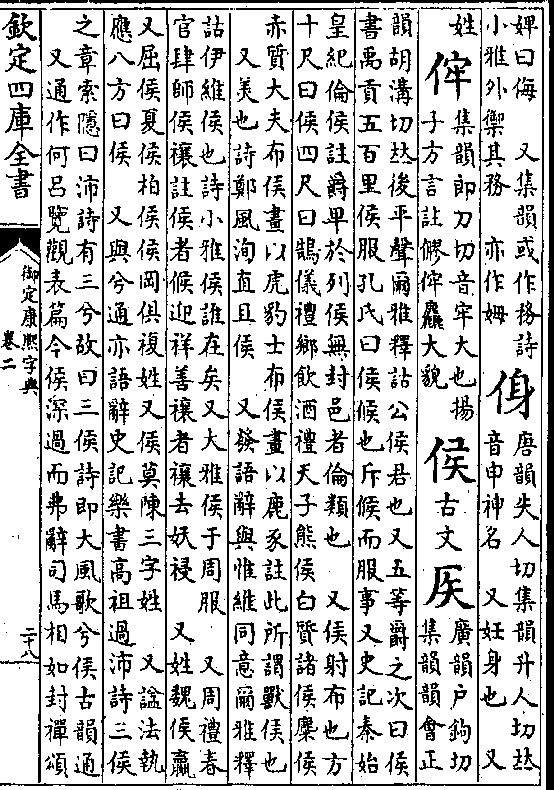 婢曰侮　又集韻或作務詩
小雅外禦其務　亦作㛂
㑗
唐韻失人切集韻升人切𠀤
音申神名　又妊身也　又
姓
集韻郎刀切音牢大也揚
子方言註麤大貌
侯古文𥎦
廣韻户鉤切
集韻韻會正
韻胡溝切𠀤後平聲爾雅釋詁公侯君也又五等爵之次曰侯
書禹貢五百里侯服孔氏曰侯候也斥候而服事又史記秦始
皇紀倫侯註爵卑於列侯無封邑者倫類也　又侯射布也方
十尺曰侯四尺曰鵠儀禮鄉飲酒禮天子熊侯白質諸侯麋侯
赤質大夫布侯畫以虎豹士布侯畫以鹿豕註此所謂獸侯也
又美也詩鄭風洵直且侯　又發語辭與惟維同意爾雅釋
詁伊維侯也詩小雅侯誰在矣又大雅侯于周服　又周禮春
官肆師侯禳註侯者候迎祥善禳者禳去妖祲　又姓魏侯嬴
又屈侯夏侯柏侯侯岡俱複姓又侯莫陳三字姓　又諡法執
應八方曰侯　又與兮通亦語辭史記樂書高祖過沛詩三侯
之章索隱曰沛詩有三兮故曰三侯詩即大風歌兮侯古韻通
又通作何呂覽觀表篇今侯渫過而弗辭司馬相如封禪頌
欽定四庫全書
御定康熙字典
卷二
二十八